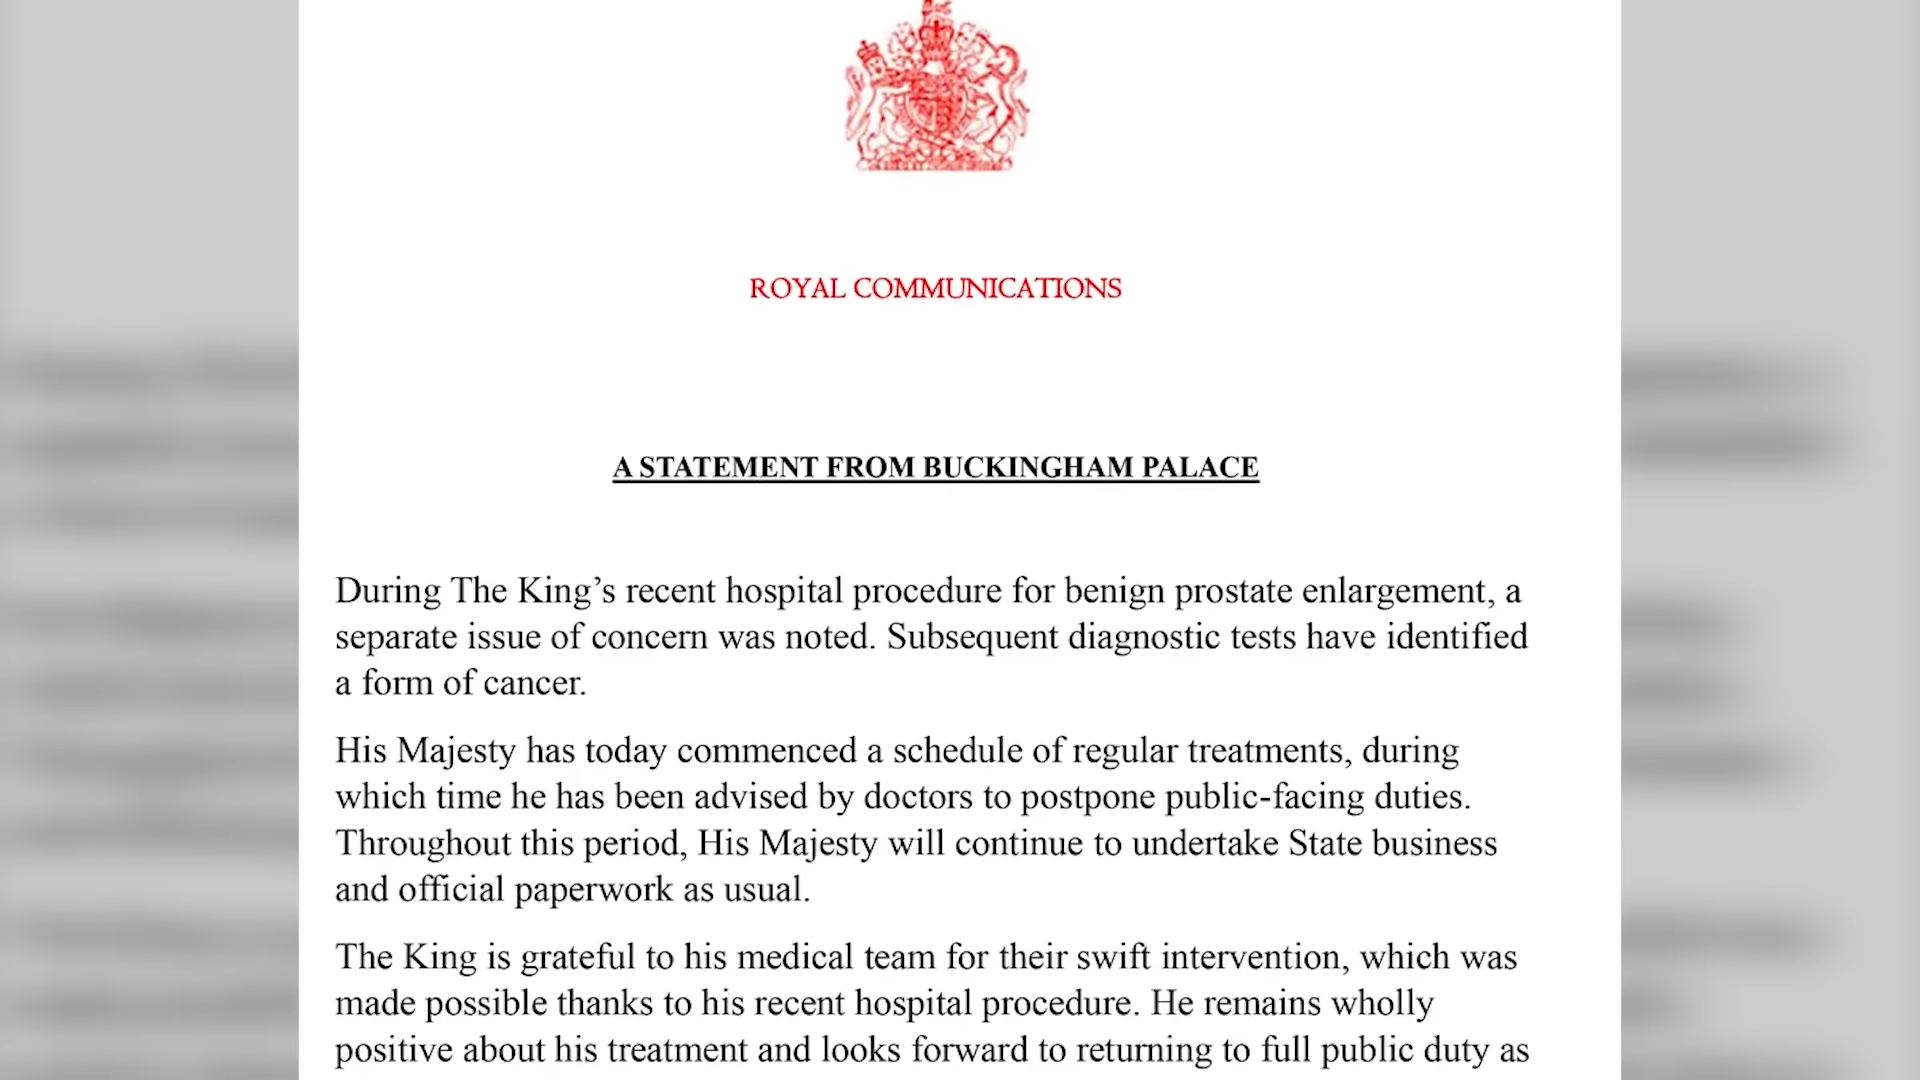 ROYAL COMMUNICATIONS
A STATEMENT FROM BUCKINGHAM PALACE
During The King’s recent hospital procedure for benign prostate enlargement, a
separate issue of concern was noted. Subsequent diagnostic tests have identified
a form of cancer.
His Majesty has today commenced a schedule of regular treatments, during
which time he has been advised by doctors to postpone public-facing duties.
Throughout this period, His Majesty will continue to undertake State business
and official paperwork as usual.
The King is grateful to his medical team for their swift intervention, which was
made possible thanks to his recent hospital procedure. He remains wholly
positive about his treatment and looks forward to returning to full public duty as